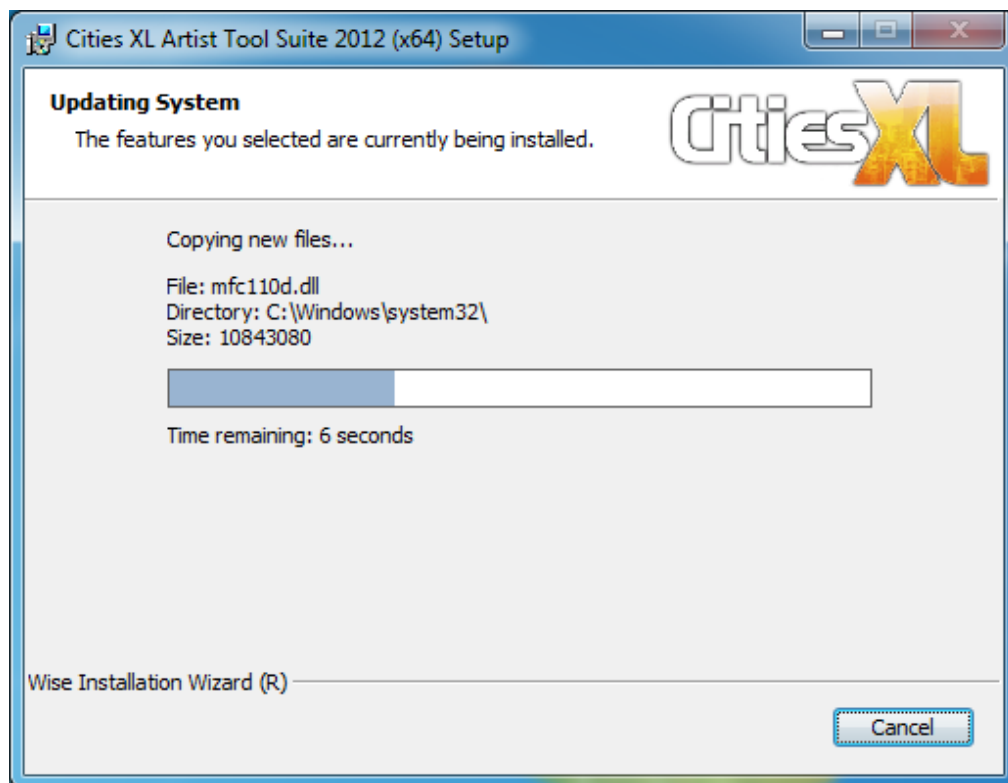 Cities XL Artist Tool Suite 2012 (x64) Setup
Updating System
The features you selected are currently being installed.
CitiesXL
Copying new files...
File: mfc110d.dll
Directory: C:\Windows\system32\
Size: 10843080
Time remaining: 6 seconds
Wise Installation Wizard (R)
Cancel